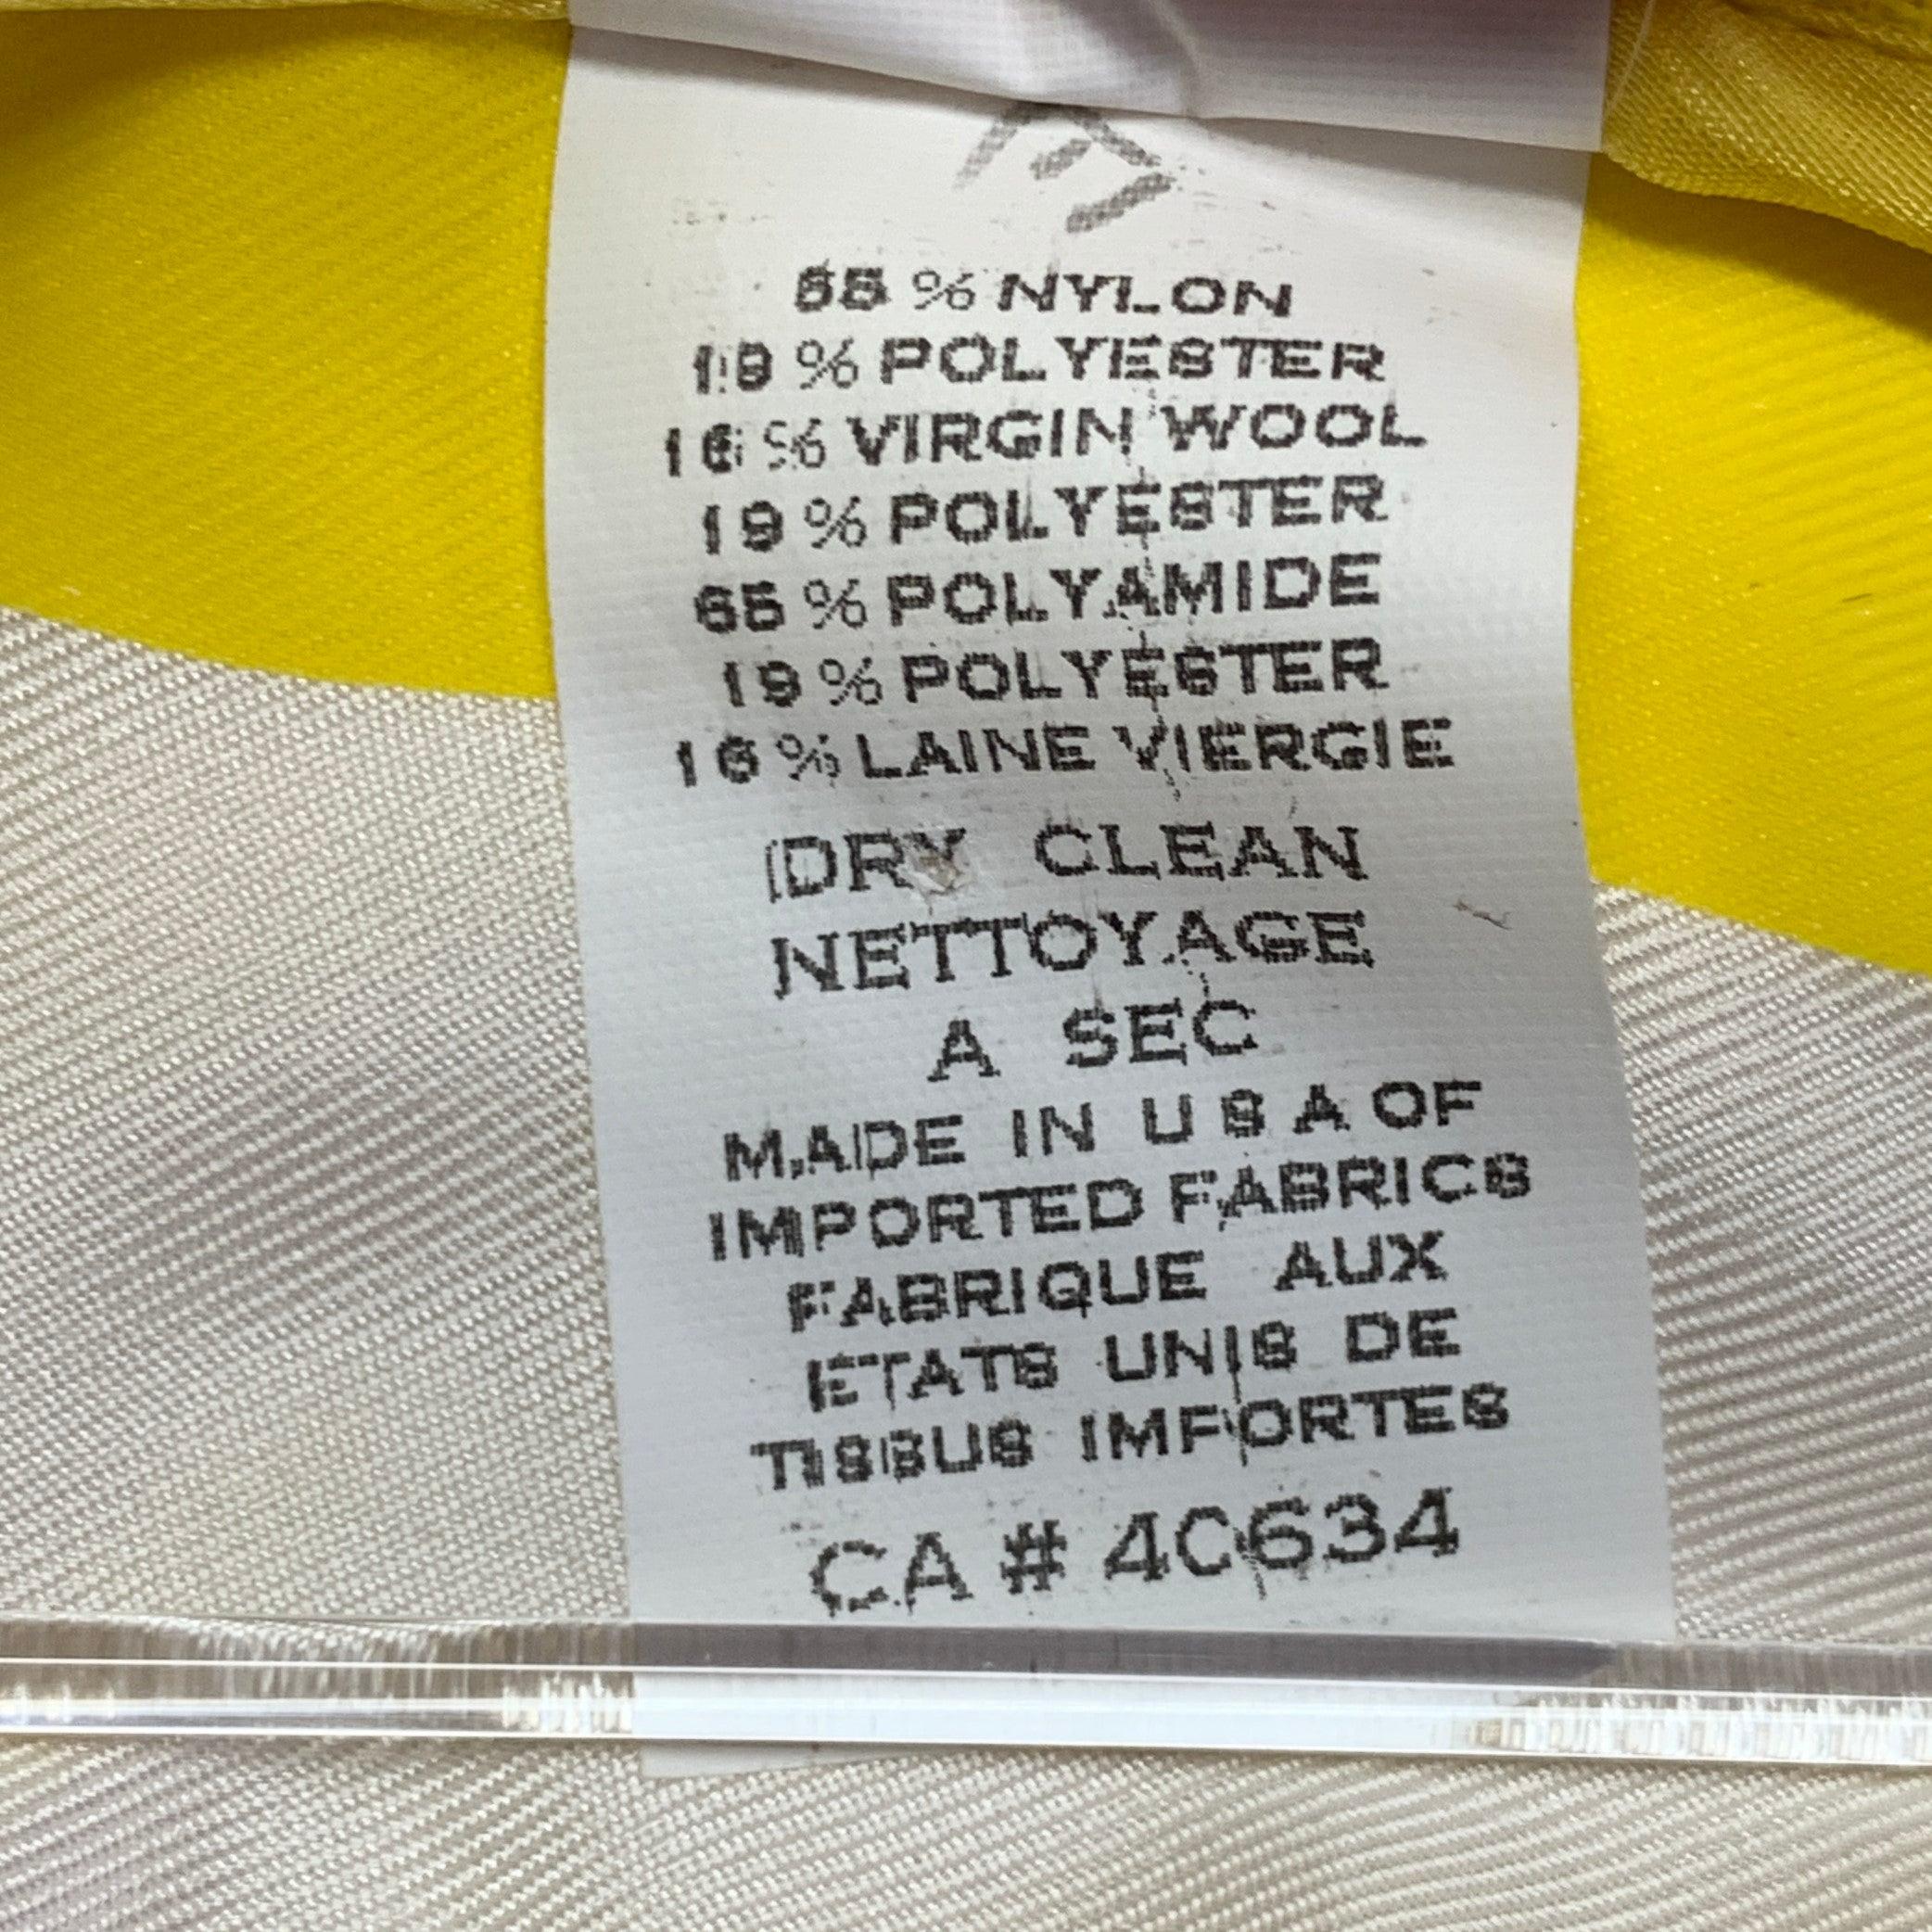 65 % NYLON
19 % POLYESTER
16 % VIRGIN WOOL
19 % POLYESTER
65 % POLYAMIDE
19 % POLYESTER
16 % LAINE VIERGIE
DRY CLEAN
NETTOYAGE
A SEC
MADE IN U S A OF
IMPORTED FABRICS
FABRIQUE AUX
ETATS UNIS DE
TISSUS IMPORTES
CA # 40634